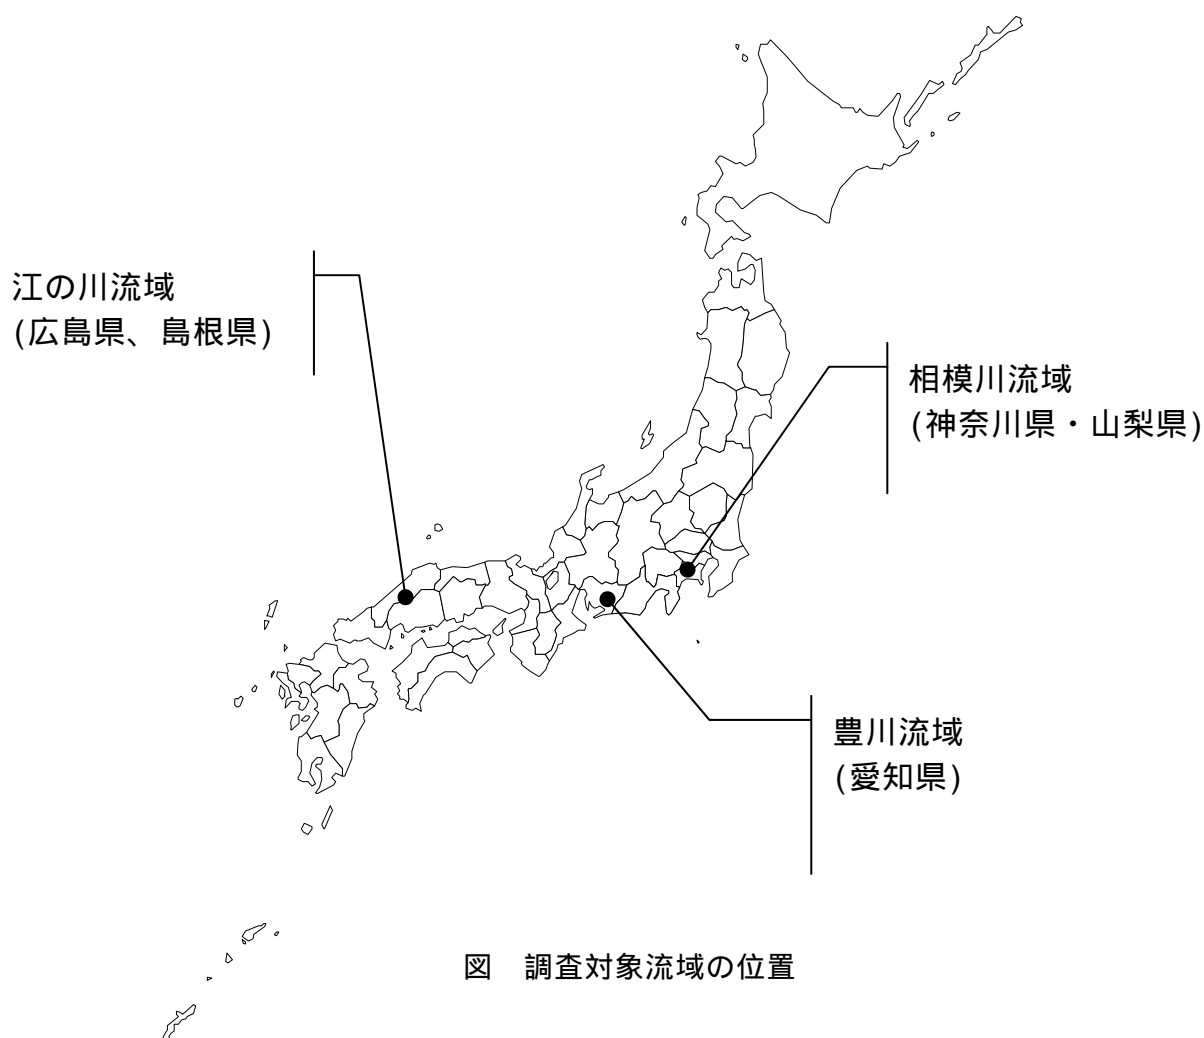 江の川流域
(広島県、島根県)
相模川流域
(神奈川県・山梨県)
豊川流域
(愛知県)
図　調査対象流域の位置